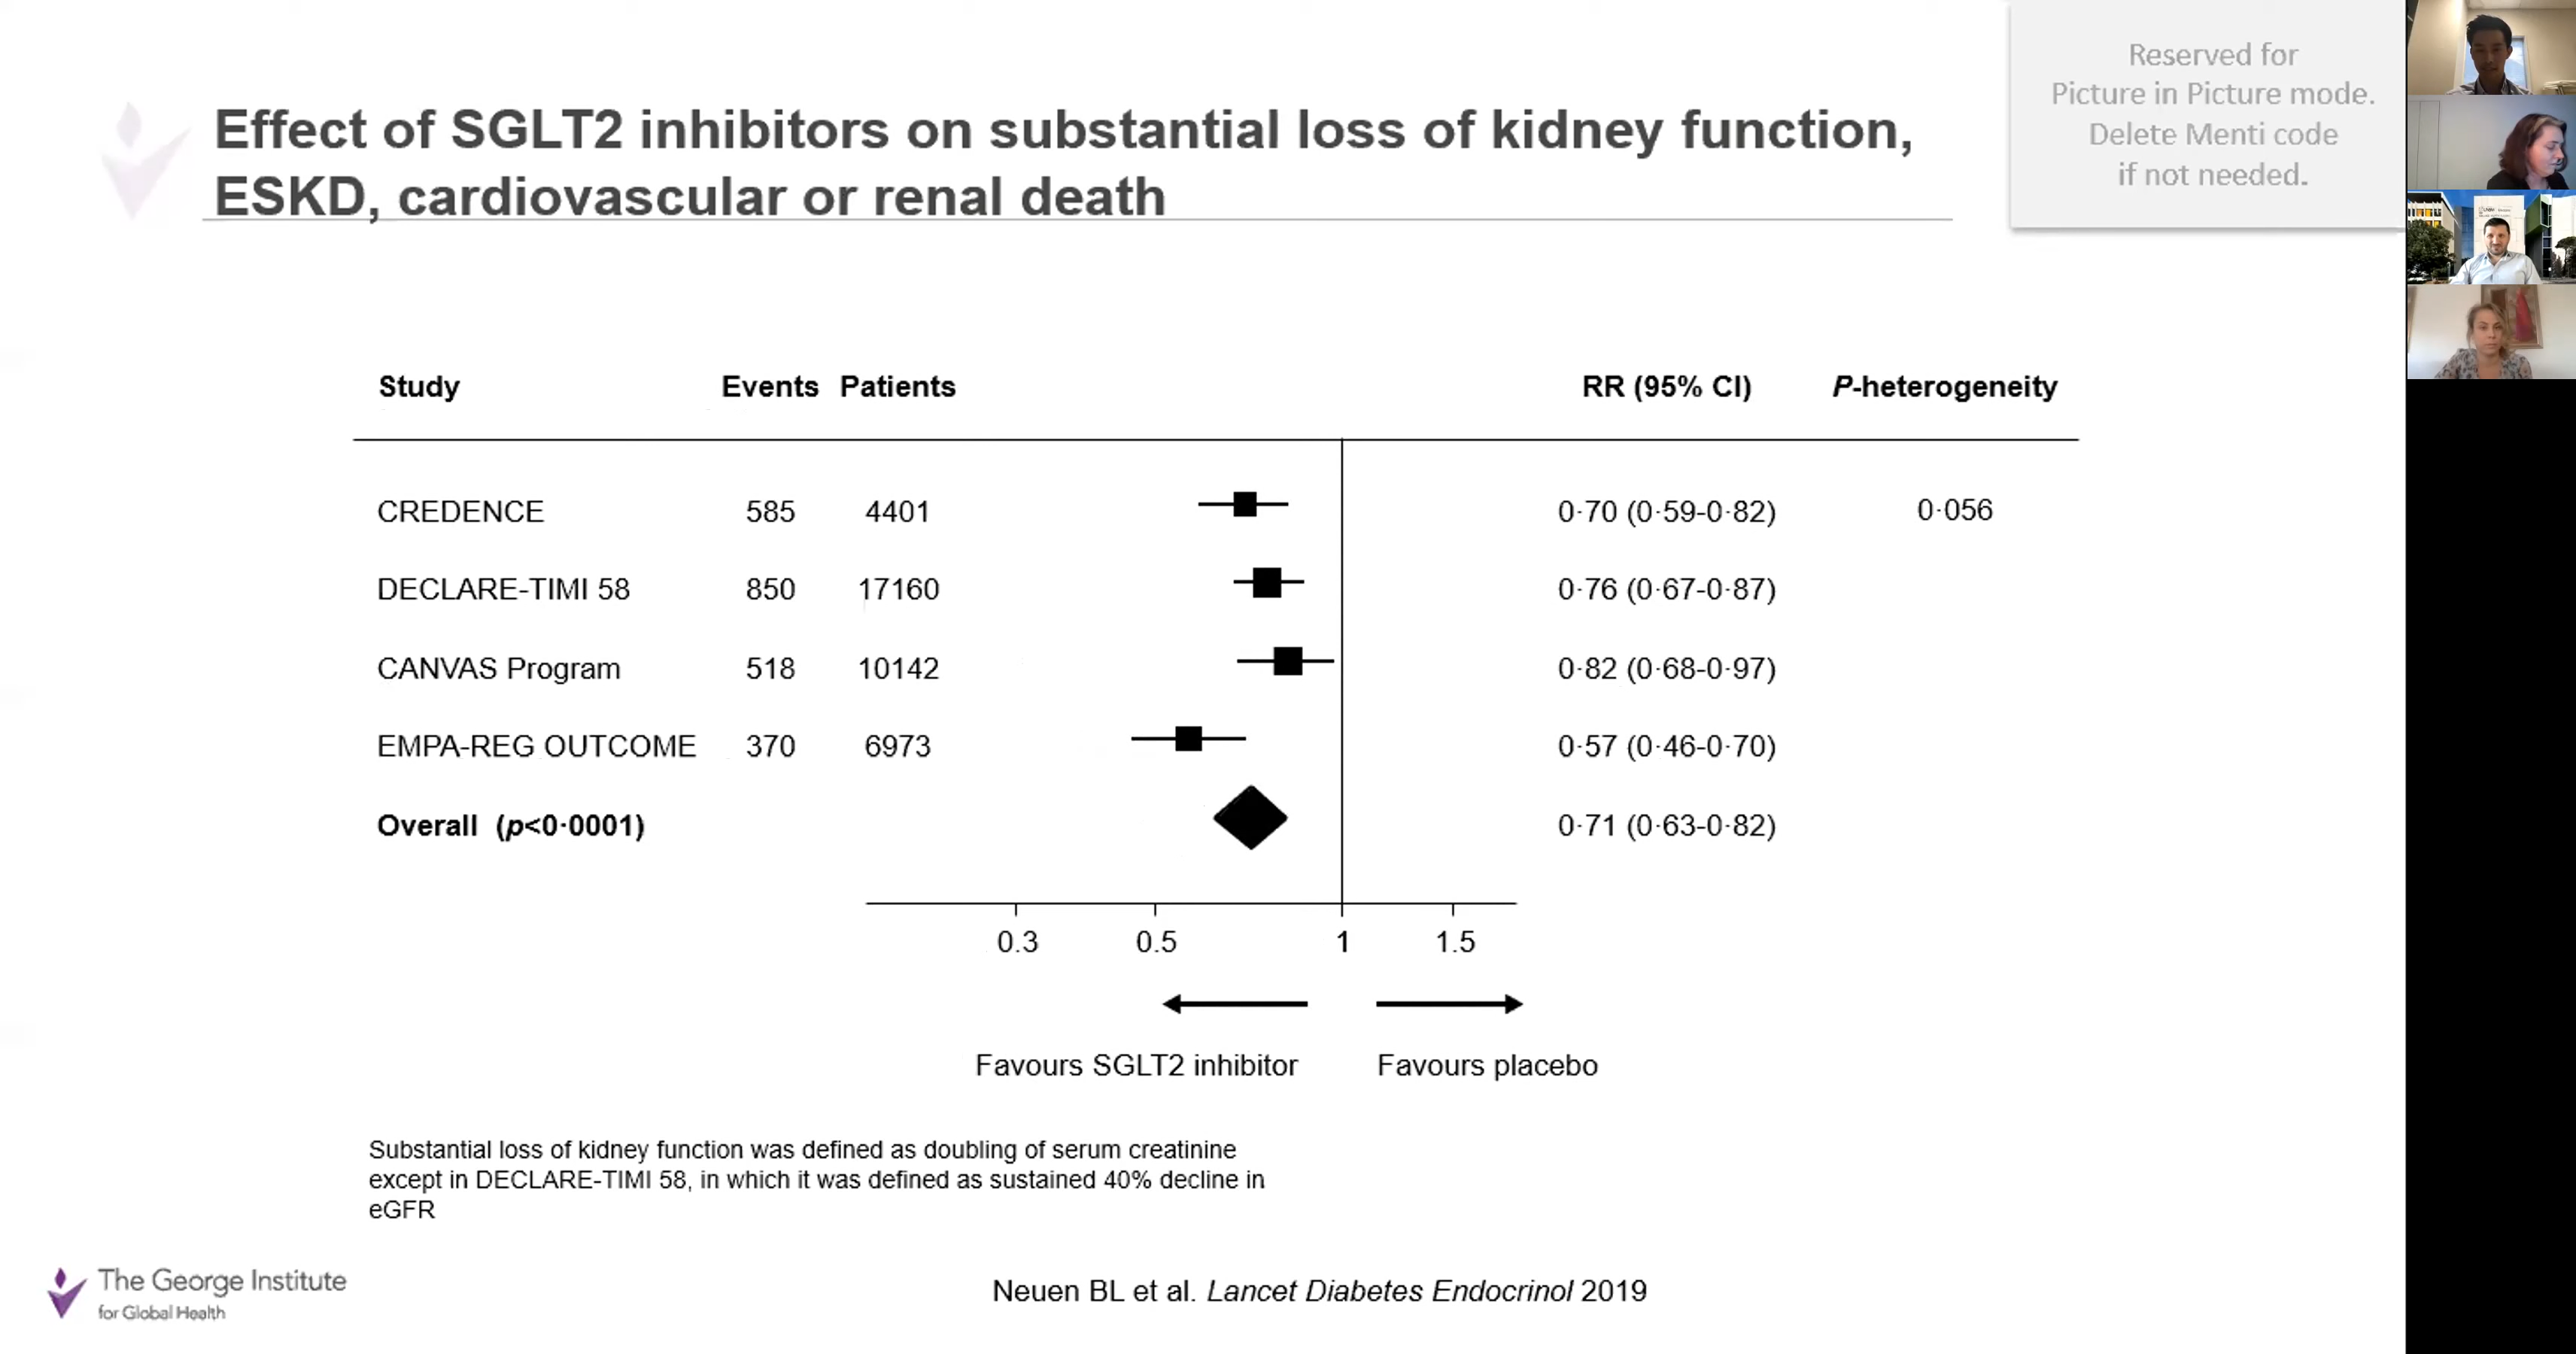 Reserved for
Picture in Picture mode.
Delete Menti code
if not needed.
Effect of SGLT2 inhibitors on substantial loss of kidney function,
ESKD, cardiovascular or renal death
Study Events Patients RR (95% CI) P-heterogeneity
CREDENCE 585 4401 0·70 (0·59-0·82) 0·056
DECLARE-TIMI 58 850 17160 0·76 (0·67-0·87)
CANVAS Program 518 10142 0·82 (0·68-0·97)
EMPA-REG OUTCOME 370 6973 0·57 (0·46-0·70)
Overall (p<0·0001) 0·71 (0·63-0·82)
0.3 0.5 1 1.5
Favours SGLT2 inhibitor Favours placebo
Substantial loss of kidney function was defined as doubling of serum creatinine
except in DECLARE-TIMI 58, in which it was defined as sustained 40% decline in
eGFR
The George Institute
for Global Health
Neuen BL et al. Lancet Diabetes Endocrinol 2019